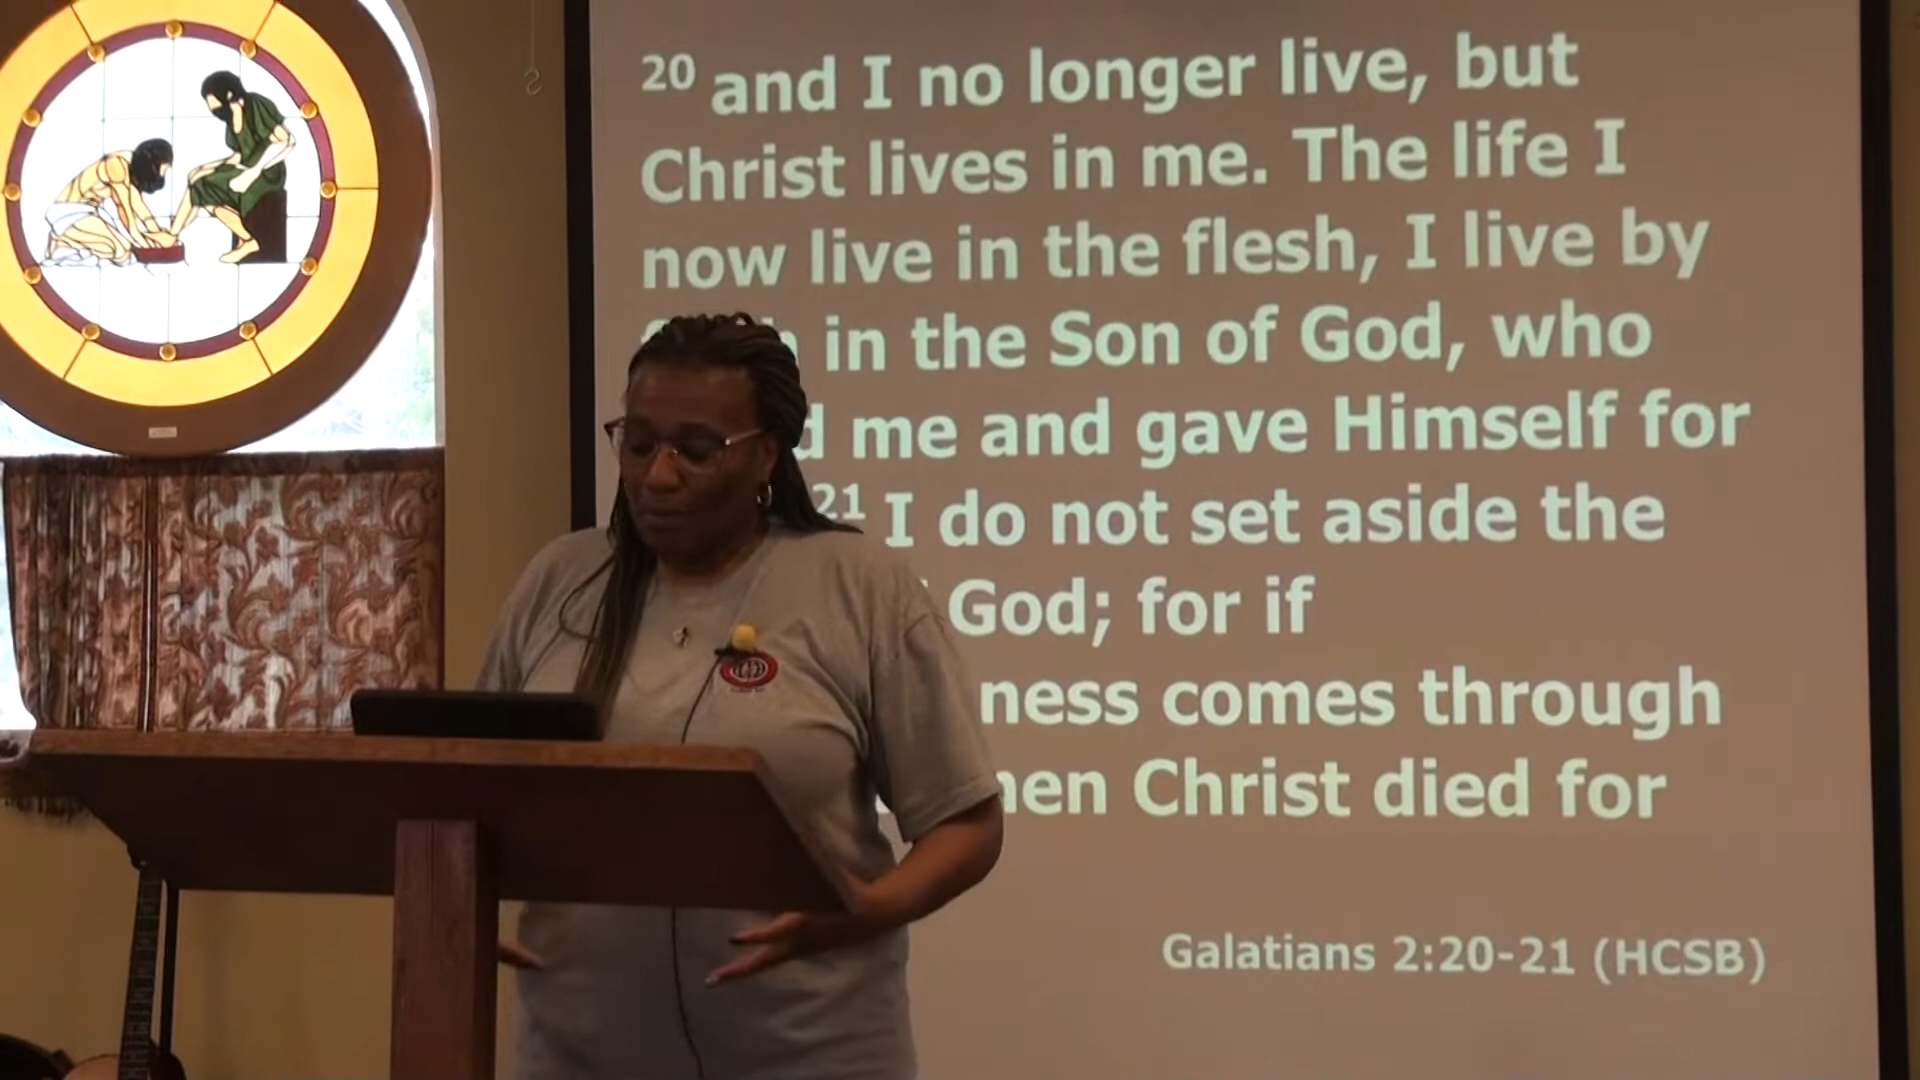 20 and I no longer live, but
Christ lives in me. The life I
now live in the flesh, I live by
in the Son of God, who
me and gave Himself for
21 I do not set aside the
God; for if
ness comes through
Christ died for
Galatians 2:20-21 (HCSB)